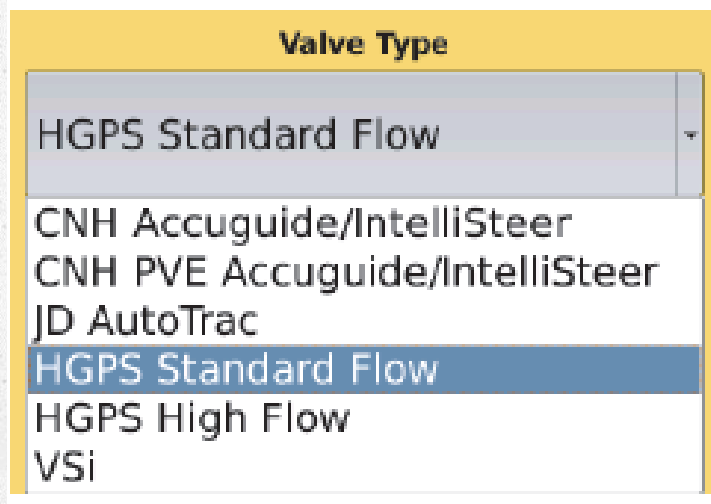 Valve Type
HGPS Standard Flow
CNH Accuguide/IntelliSteer
CNH PVE Accuguide/IntelliSteer
JD AutoTrac
HGPS Standard Flow
HGPS High Flow
VSi